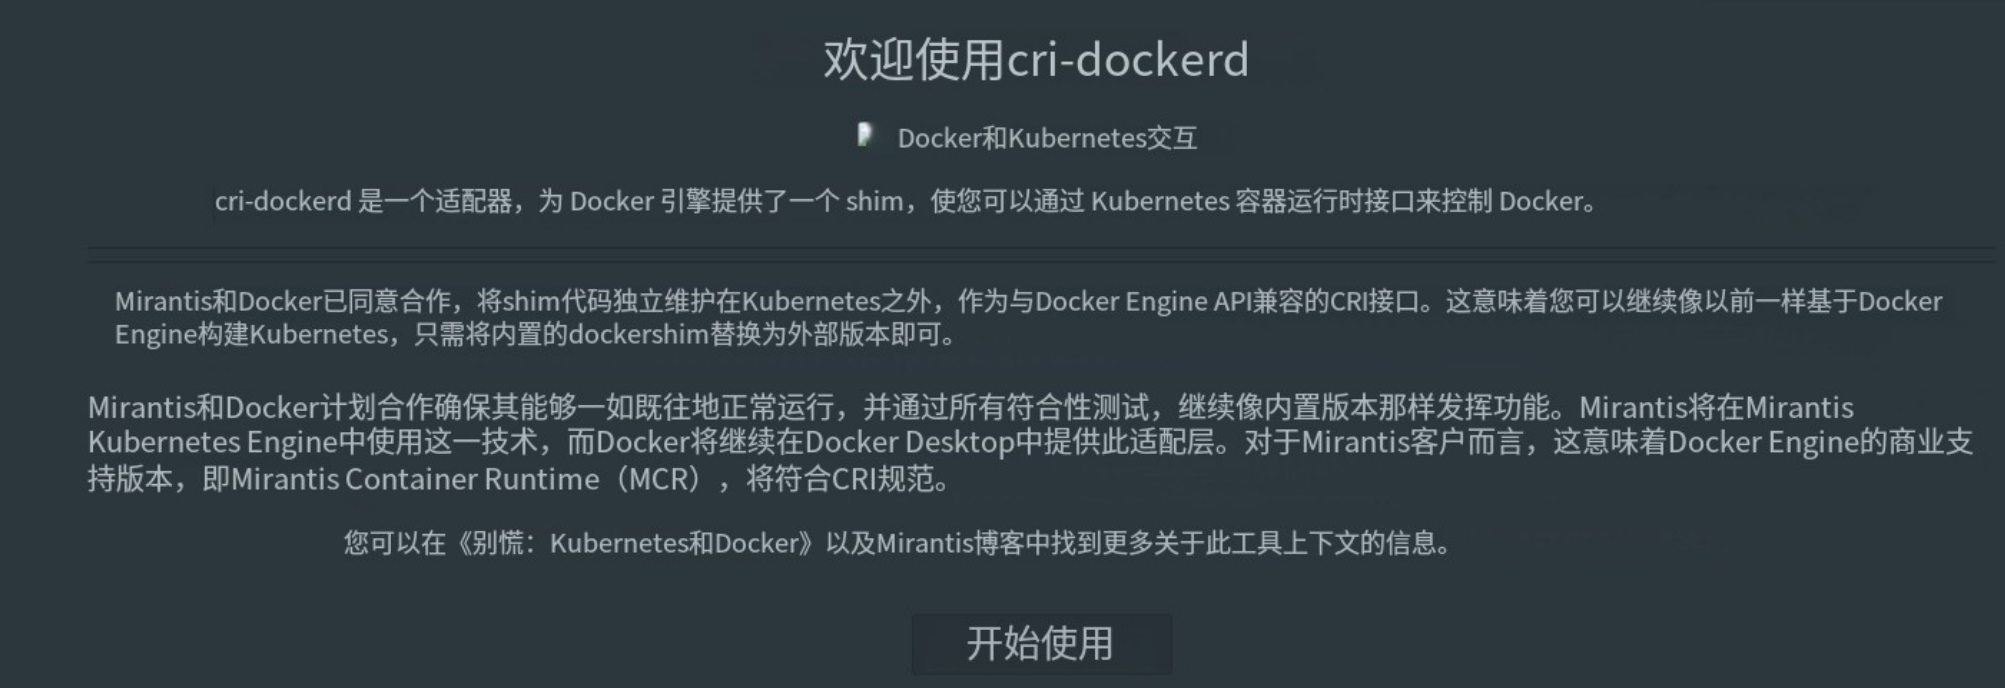 欢迎使用cri-dockerd
Docker和Kubernetes交互
cri-dockerd 是一个适配器，为 Docker 引擎提供了一个 shim，使您可以通过 Kubernetes 容器运行时接口来控制 Docker。
Mirantis和Docker已同意合作，将shim代码独立维护在Kubernetes之外，作为与Docker Engine API兼容的CRI接口。这意味着您可以继续像以前一样基于Docker
Engine构建Kubernetes，只需将内置的dockershim替换为外部版本即可。
Mirantis和Docker计划合作确保其能够一如既往地正常运行，并通过所有符合性测试，继续像内置版本那样发挥功能。Mirantis将在Mirantis
Kubernetes Engine中使用这一技术，而Docker将继续在Docker Desktop中提供此适配层。对于Mirantis客户而言，这意味着Docker Engine的商业支
持版本，即Mirantis Container Runtime（MCR），将符合CRI规范。
您可以在《别慌：Kubernetes和Docker》以及Mirantis博客中找到更多关于此工具上下文的信息。
开始使用